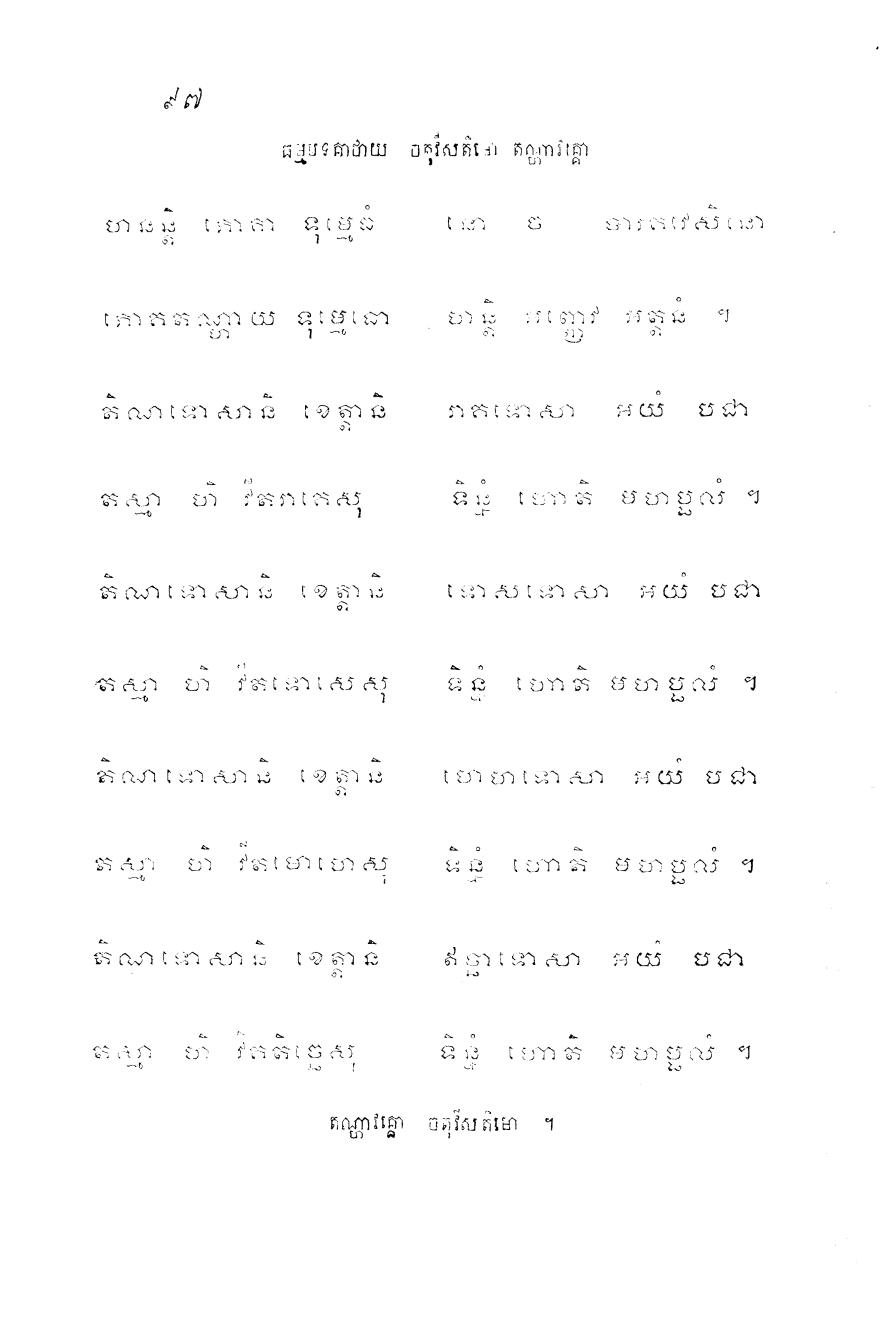 ៩៧
ធម្មបទគាថាយ ចតុវីសតិមោ តណ្ហាវគ្គោ
ហនន្តិ ភោគា ទុម្មេធំ នោ ច បារគវេសិនោ
ភោគតណ្ហាយ ទុម្មេធោ ហន្តិ អញ្ញេវ អត្តនំ ។
តិណទោសានិ ខេត្តានិ រាគទោសា អយំ បជា
តស្មា ហិ វីតរាគេសុ ទិន្នំ ហោតិ មហប្ផលំ ។
តិណទោសានិ ខេត្តានិ ទោសទោសា អយំ បជា
តស្មា ហិ វីតទោសេសុ ទិន្នំ ហោតិ មហប្ផលំ ។
តិណទោសានិ ខេត្តានិ មោហទោសា អយំ បជា
តស្មា ហិ វីតមោហេសុ ទិន្នំ ហោតិ មហប្ផលំ ។
តិណទោសានិ ខេត្តានិ ឥច្ឆាទោសា អយំ បជា
តស្មា ហិ វិគតិច្ឆេសុ ទិន្នំ ហោតិ មហប្ផលំ ។
តណ្ហាវគ្គោ ចតុវីសតិមោ ។